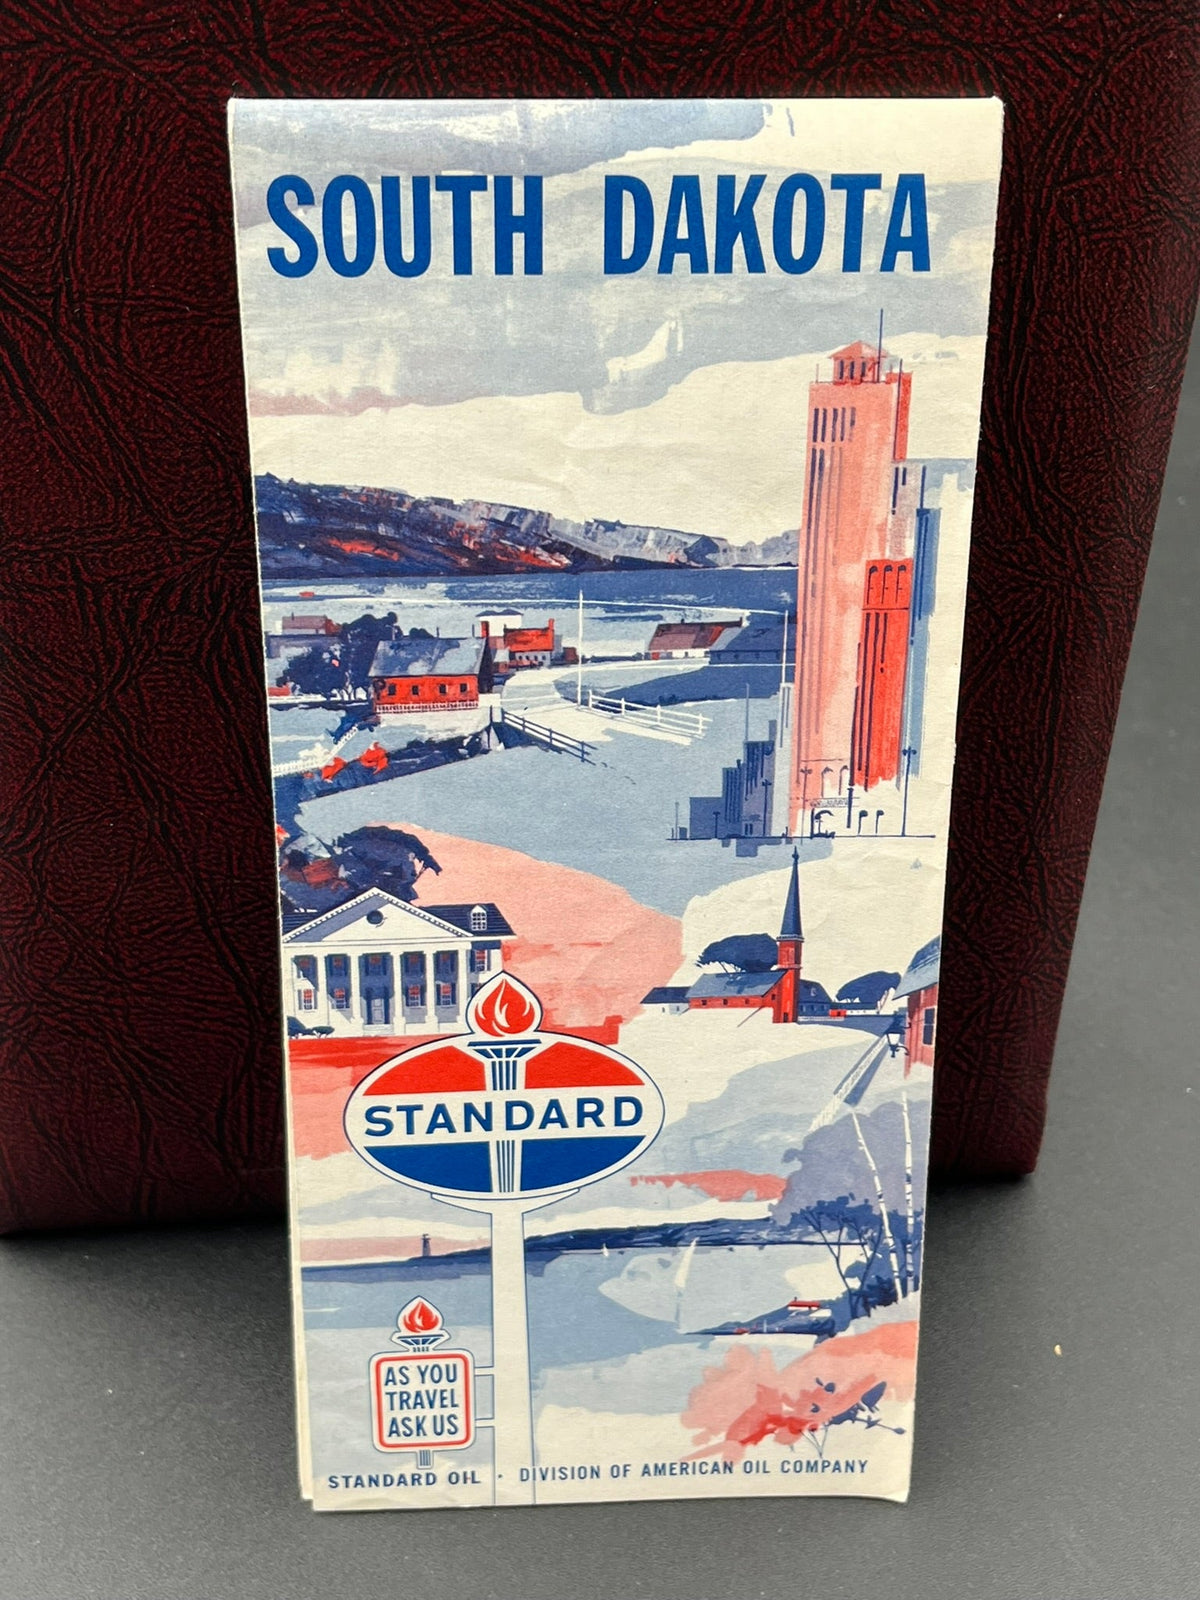 SOUTH DAKOTA
STANDARD
AS YOU
TRAVEL
ASK US
STANDARD OIL · DIVISION OF AMERICAN OIL COMPANY